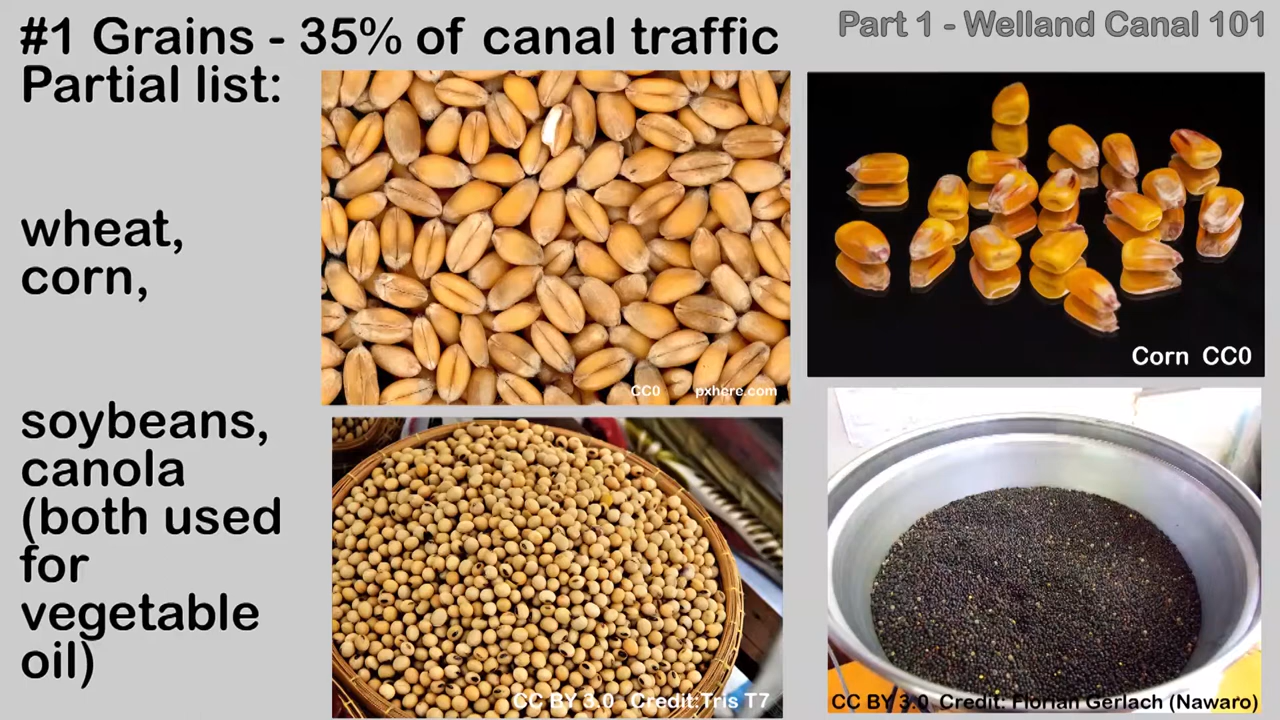 #1 Grains - 35% of canal traffic
Part 1 - Welland Canal 101
Partial list:
wheat,
corn,
soybeans,
canola
(both used
for
vegetable
oil)
CC0 pxhere.com
Corn CC0
CC BY 3.0 Credit:Tris T7
CC BY 3.0 Credit: Florian Gerlach (Nawaro)